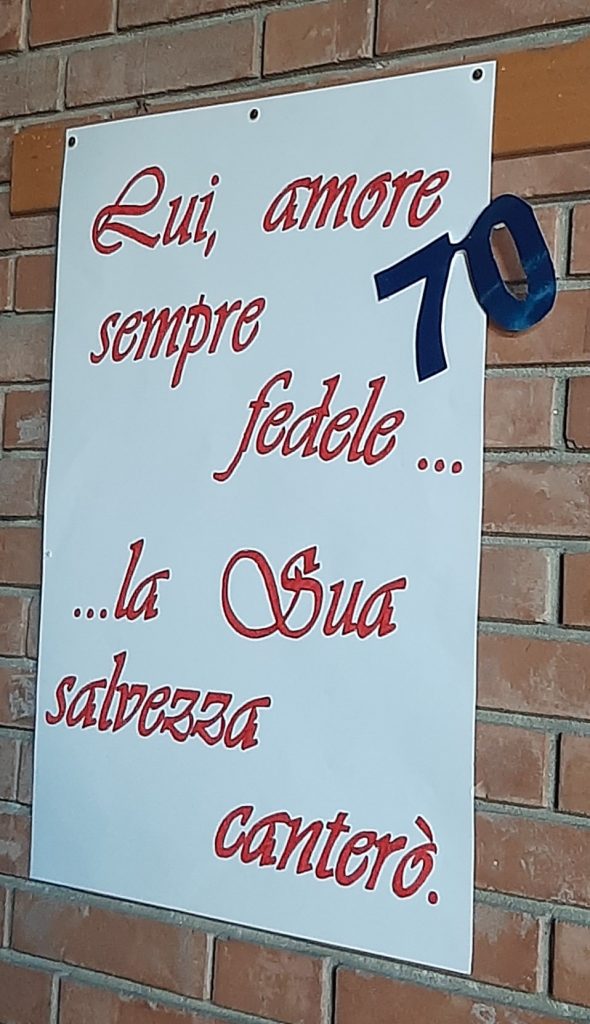 Lui, amore
70
sempre
fedele ...
...la Sua
salvezza
canterò.